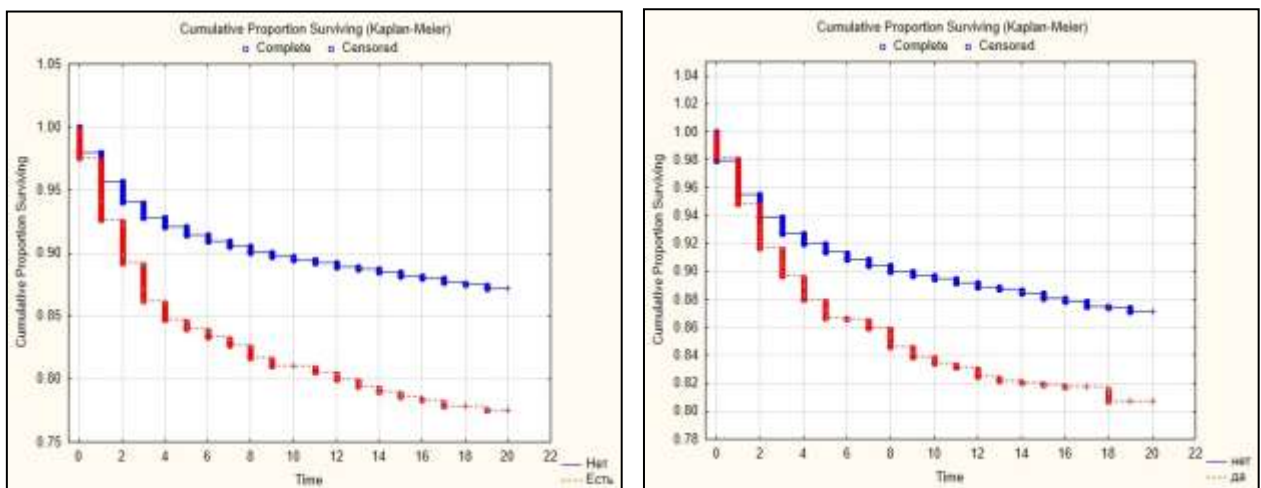 Cumulative Proportion Surviving (Kaplan-Meier)
Complete Censored
1.05
1.00
0.95
0.90
0.85
0.80
0.75
Cumulative Proportion Surviving
0 2 4 6 8 10 12 14 16 18 20 22
Time
Нет
Есть
Cumulative Proportion Surviving (Kaplan-Meier)
Complete Censored
1.04
1.02
1.00
0.98
0.96
0.94
0.92
0.90
0.88
0.86
0.84
0.82
0.80
0.78
Cumulative Proportion Surviving
0 2 4 6 8 10 12 14 16 18 20 22
Time
нет
да